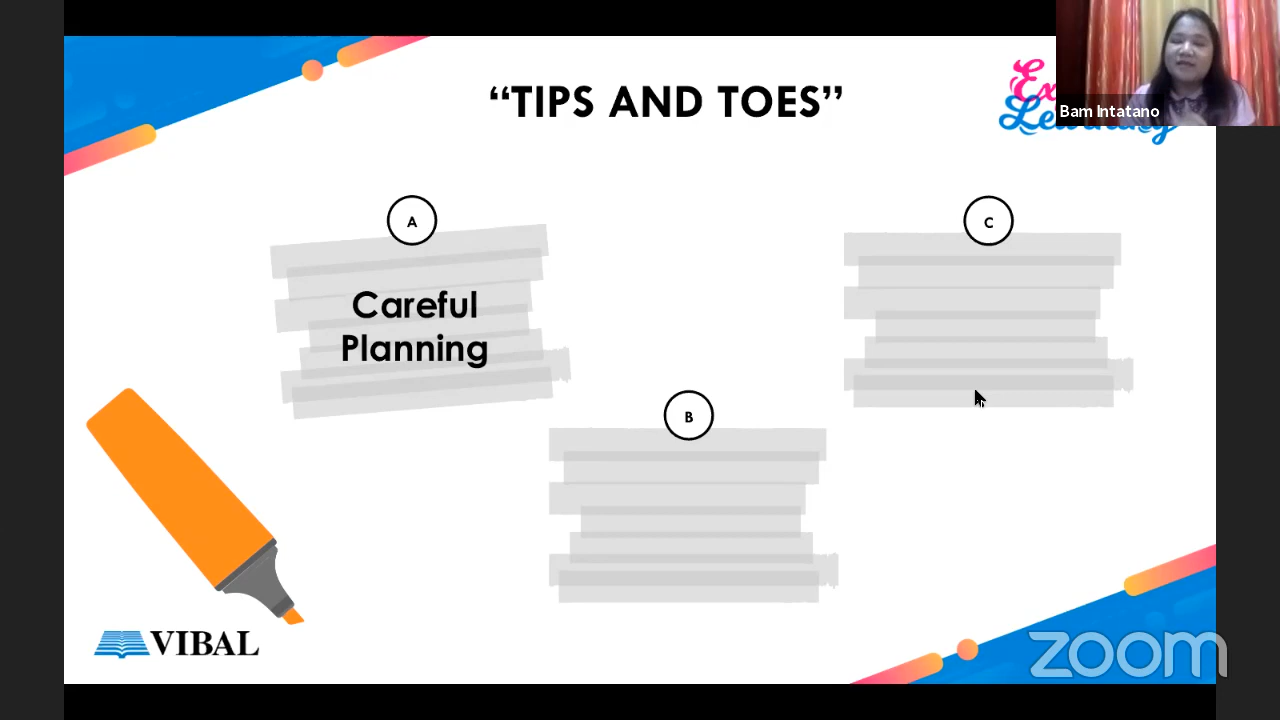 “TIPS AND TOES”
Bam Intatano
A
Careful
Planning
B
C
VIBAL
zoom